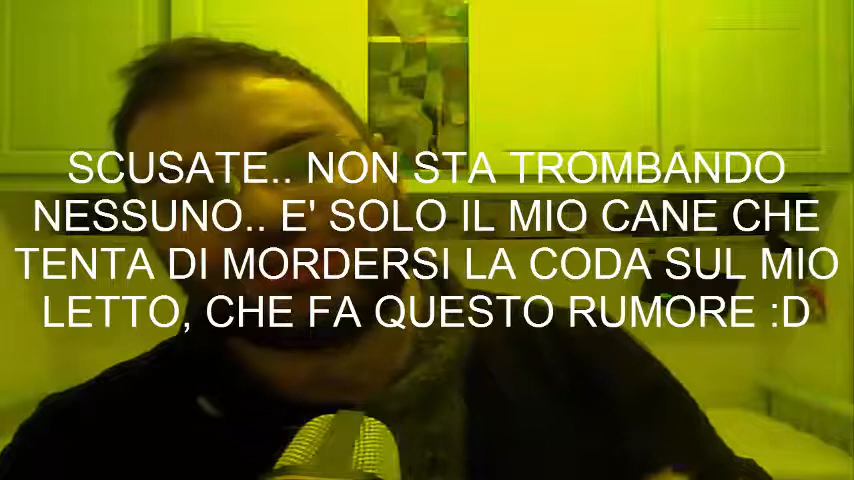 SCUSATE.. NON STA TROMBANDO
NESSUNO.. E' SOLO IL MIO CANE CHE
TENTA DI MORDERSI LA CODA SUL MIO
LETTO, CHE FA QUESTO RUMORE :D